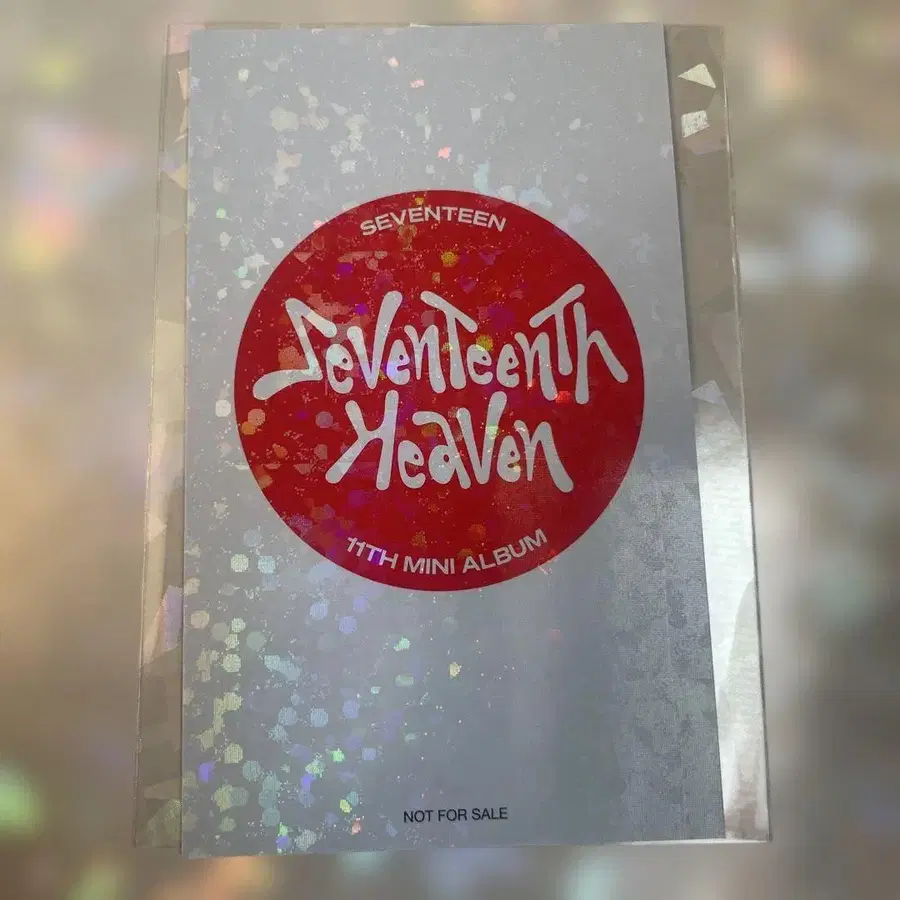 SEVENTEEN
SEVENTEENTH
HEAVEN
11TH MINI ALBUM
NOT FOR SALE